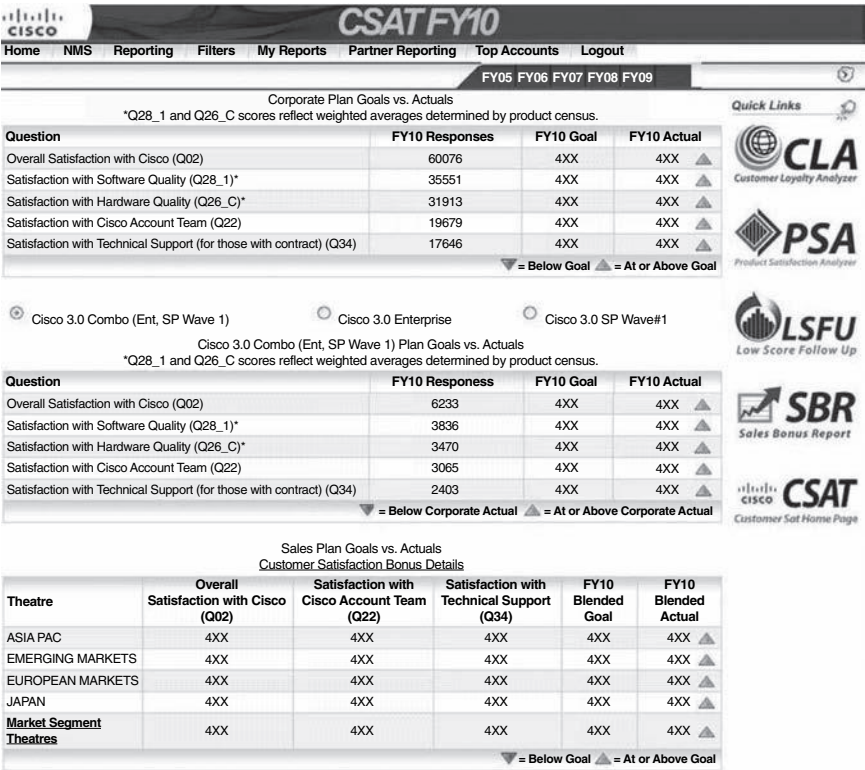 CISCO
CSAT FY10
Home NMS Reporting Filters My Reports Partner Reporting Top Accounts Logout
FY05 FY06 FY07 FY08 FY09
Corporate Plan Goals vs. Actuals
*Q28_1 and Q26_C scores reflect weighted averages determined by product census.
Question FY10 Responses FY10 Goal FY10 Actual
Overall Satisfaction with Cisco (Q02) 60076 4XX 4XX
Satisfaction with Software Quality (Q28_1)* 35551 4XX 4XX
Satisfaction with Hardware Quality (Q26_C)* 31913 4XX 4XX
Satisfaction with Cisco Account Team (Q22) 19679 4XX 4XX
Satisfaction with Technical Support (for those with contract) (Q34) 17646 4XX 4XX
= Below Goal = At or Above Goal
Cisco 3.0 Combo (Ent, SP Wave 1) Cisco 3.0 Enterprise Cisco 3.0 SP Wave#1
Cisco 3.0 Combo (Ent, SP Wave 1) Plan Goals vs. Actuals
*Q28_1 and Q26_C scores reflect weighted averages determined by product census.
Question FY10 Responess FY10 Goal FY10 Actual
Overall Satisfaction with Cisco (Q02) 6233 4XX 4XX
Satisfaction with Software Quality (Q28_1)* 3836 4XX 4XX
Satisfaction with Hardware Quality (Q26_C)* 3470 4XX 4XX
Satisfaction with Cisco Account Team (Q22) 3065 4XX 4XX
Satisfaction with Technical Support (for those with contract) (Q34) 2403 4XX 4XX
= Below Corporate Actual = At or Above Corporate Actual
Sales Plan Goals vs. Actuals
Customer Satisfaction Bonus Details
Theatre
Overall Satisfaction with Cisco (Q02)
Satisfaction with Cisco Account Team (Q22)
Satisfaction with Technical Support (Q34)
FY10 Blended Goal
FY10 Blended Actual
ASIA PAC 4XX 4XX 4XX 4XX 4XX
EMERGING MARKETS 4XX 4XX 4XX 4XX 4XX
EUROPEAN MARKETS 4XX 4XX 4XX 4XX 4XX
JAPAN 4XX 4XX 4XX 4XX 4XX
Market Segment Theatres 4XX 4XX 4XX 4XX 4XX
= Below Goal = At or Above Goal
Quick Links
CLA
Customer Loyalty Analyzer
PSA
Product Satisfaction Analyzer
LSFU
Low Score Follow Up
SBR
Sales Bonus Report
CISCO CSAT
Customer Sat Home Page